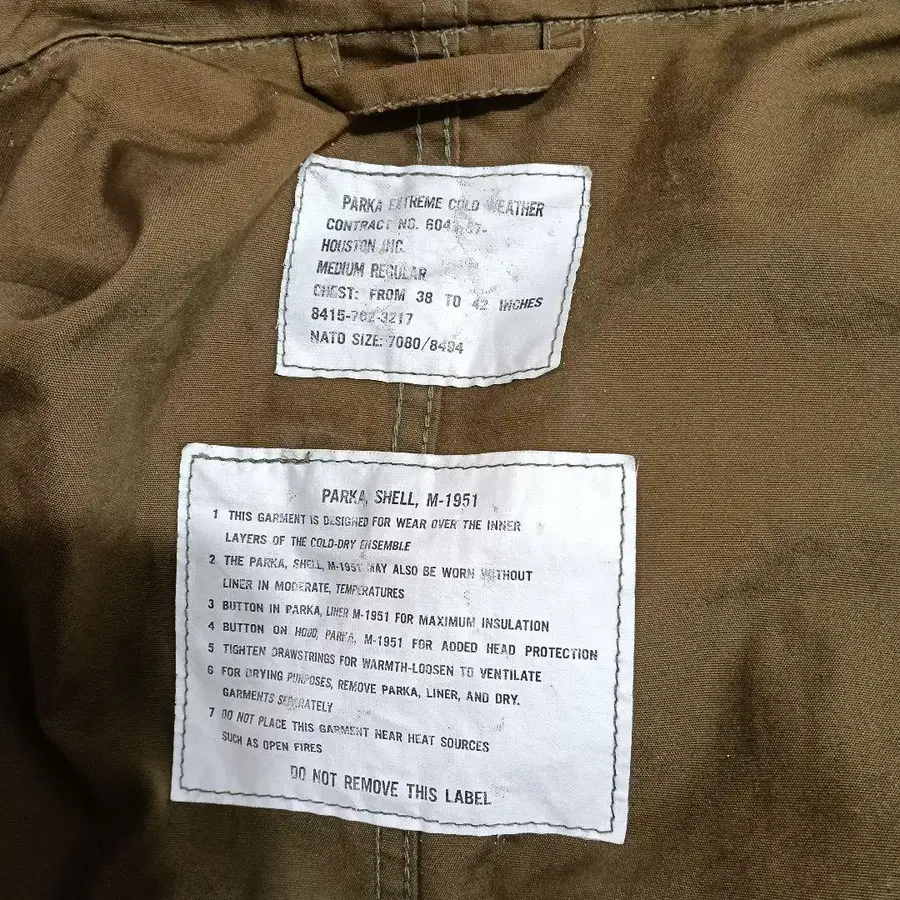 PARKA EXTREME COLD WEATHER
CONTRACT NO.
HOUSTON INC.
MEDIUM REGULAR
CHEST: FROM 38 TO 42 INCHES
8415-782-3217
NATO SIZE: 7080/8494
PARKA, SHELL, M-1951
1 THIS GARMENT IS DESIGNED FOR WEAR OVER THE INNER
LAYERS OF THE COLD-DRY ENSEMBLE
2 THE PARKA, SHELL, M-1951 MAY ALSO BE WORN WITHOUT
LINER IN MODERATE, TEMPERATURES
3 BUTTON IN PARKA, LINER M-1951 FOR MAXIMUM INSULATION
4 BUTTON ON HOOD, PARKA, M-1951 FOR ADDED HEAD PROTECTION
5 TIGHTEN DRAWSTRINGS FOR WARMTH-LOOSEN TO VENTILATE
6 FOR DRYING PURPOSES, REMOVE PARKA, LINER, AND DRY.
GARMENTS SEPARATELY
7 DO NOT PLACE THIS GARMENT NEAR HEAT SOURCES
SUCH AS OPEN FIRES
DO NOT REMOVE THIS LABEL